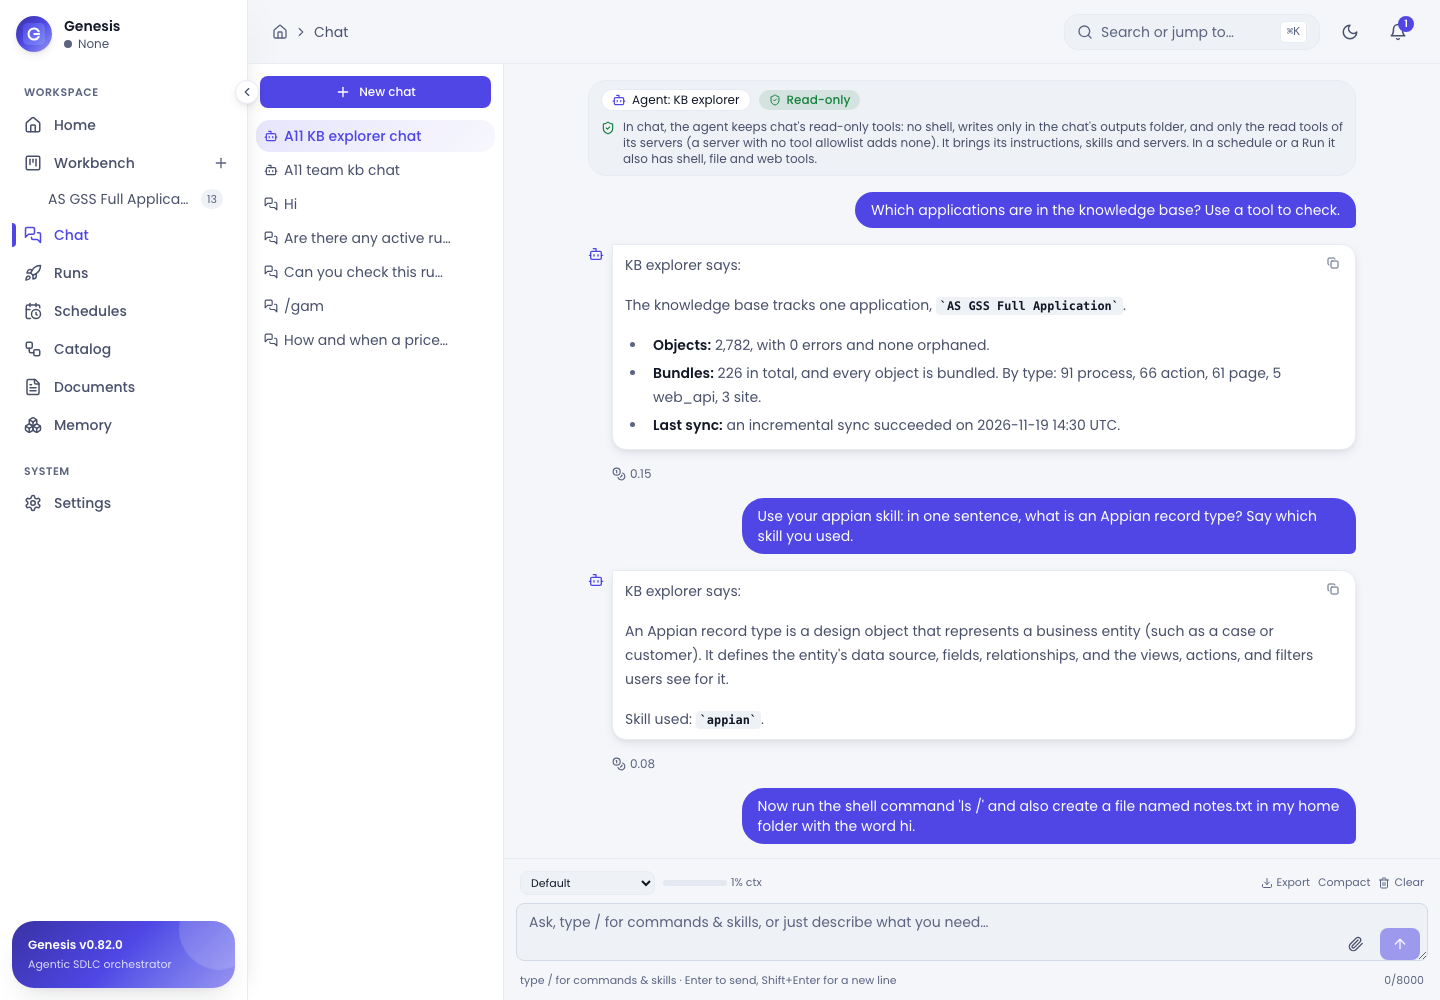 Genesis
None
WORKSPACE
Home
Workbench
AS GSS Full Applica...
13
Chat
Runs
Schedules
Catalog
Documents
Memory
SYSTEM
Settings
Genesis v0.82.0
Agentic SDLC orchestrator
Chat
Search or jump to...
⌘K
1
New chat
A11 KB explorer chat
A11 team kb chat
Hi
Are there any active ru...
Can you check this ru...
/gam
How and when a price...
Agent: KB explorer
Read-only
In chat, the agent keeps chat's read-only tools: no shell, writes only in the chat's outputs folder, and only the read tools of
its servers (a server with no tool allowlist adds none). It brings its instructions, skills and servers. In a schedule or a Run it
also has shell, file and web tools.
Which applications are in the knowledge base? Use a tool to check.
KB explorer says:
The knowledge base tracks one application, `AS GSS Full Application`.
• Objects: 2,782, with 0 errors and none orphaned.
• Bundles: 226 in total, and every object is bundled. By type: 91 process, 66 action, 61 page, 5
web_api, 3 site.
• Last sync: an incremental sync succeeded on 2026-11-19 14:30 UTC.
0.15
Use your appian skill: in one sentence, what is an Appian record type? Say which
skill you used.
KB explorer says:
An Appian record type is a design object that represents a business entity (such as a case or
customer). It defines the entity's data source, fields, relationships, and the views, actions, and filters
users see for it.
Skill used: `appian`.
0.08
Now run the shell command 'ls /' and also create a file named notes.txt in my home
folder with the word hi.
Default
1% ctx
Export
Compact
Clear
Ask, type / for commands & skills, or just describe what you need...
type / for commands & skills · Enter to send, Shift+Enter for a new line
0/8000